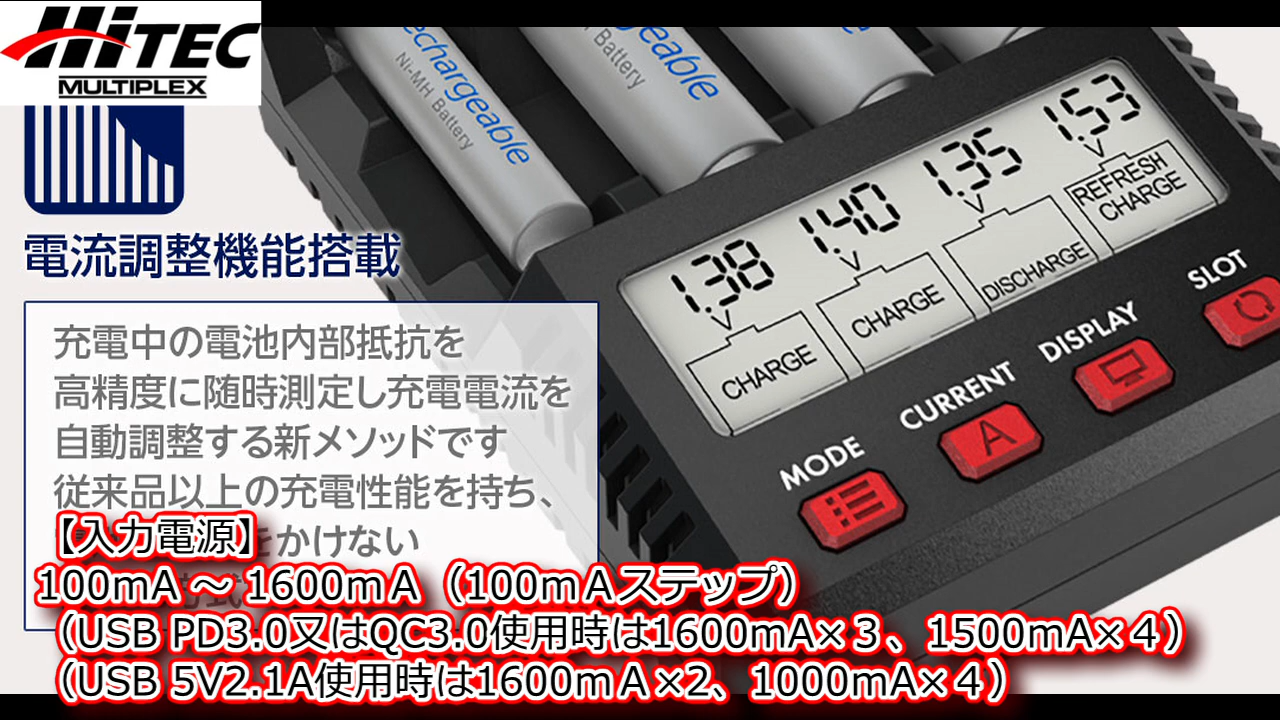 HiTEC
MULTIPLEX
Rechargeable
Ni-MH Battery
Rechargeable
Ni-MH Battery
電流調整機能搭載
充電中の電池内部抵抗を
高精度に随時測定し充電電流を
自動調整する新メソッドです
従来品以上の充電性能を持ち、
をかけない
1.38
1.40
1.35
1.53
CHARGE
CHARGE
DISCHARGE
REFRESH
CHARGE
MODE
CURRENT
DISPLAY
SLOT
A
【入力電源】
100mA ～ 1600mA（100mAステップ）
（USB PD3.0又はQC3.0使用時は1600mA×３、1500mA×４）
（USB 5V2.1A使用時は1600mA×2、1000mA×４）